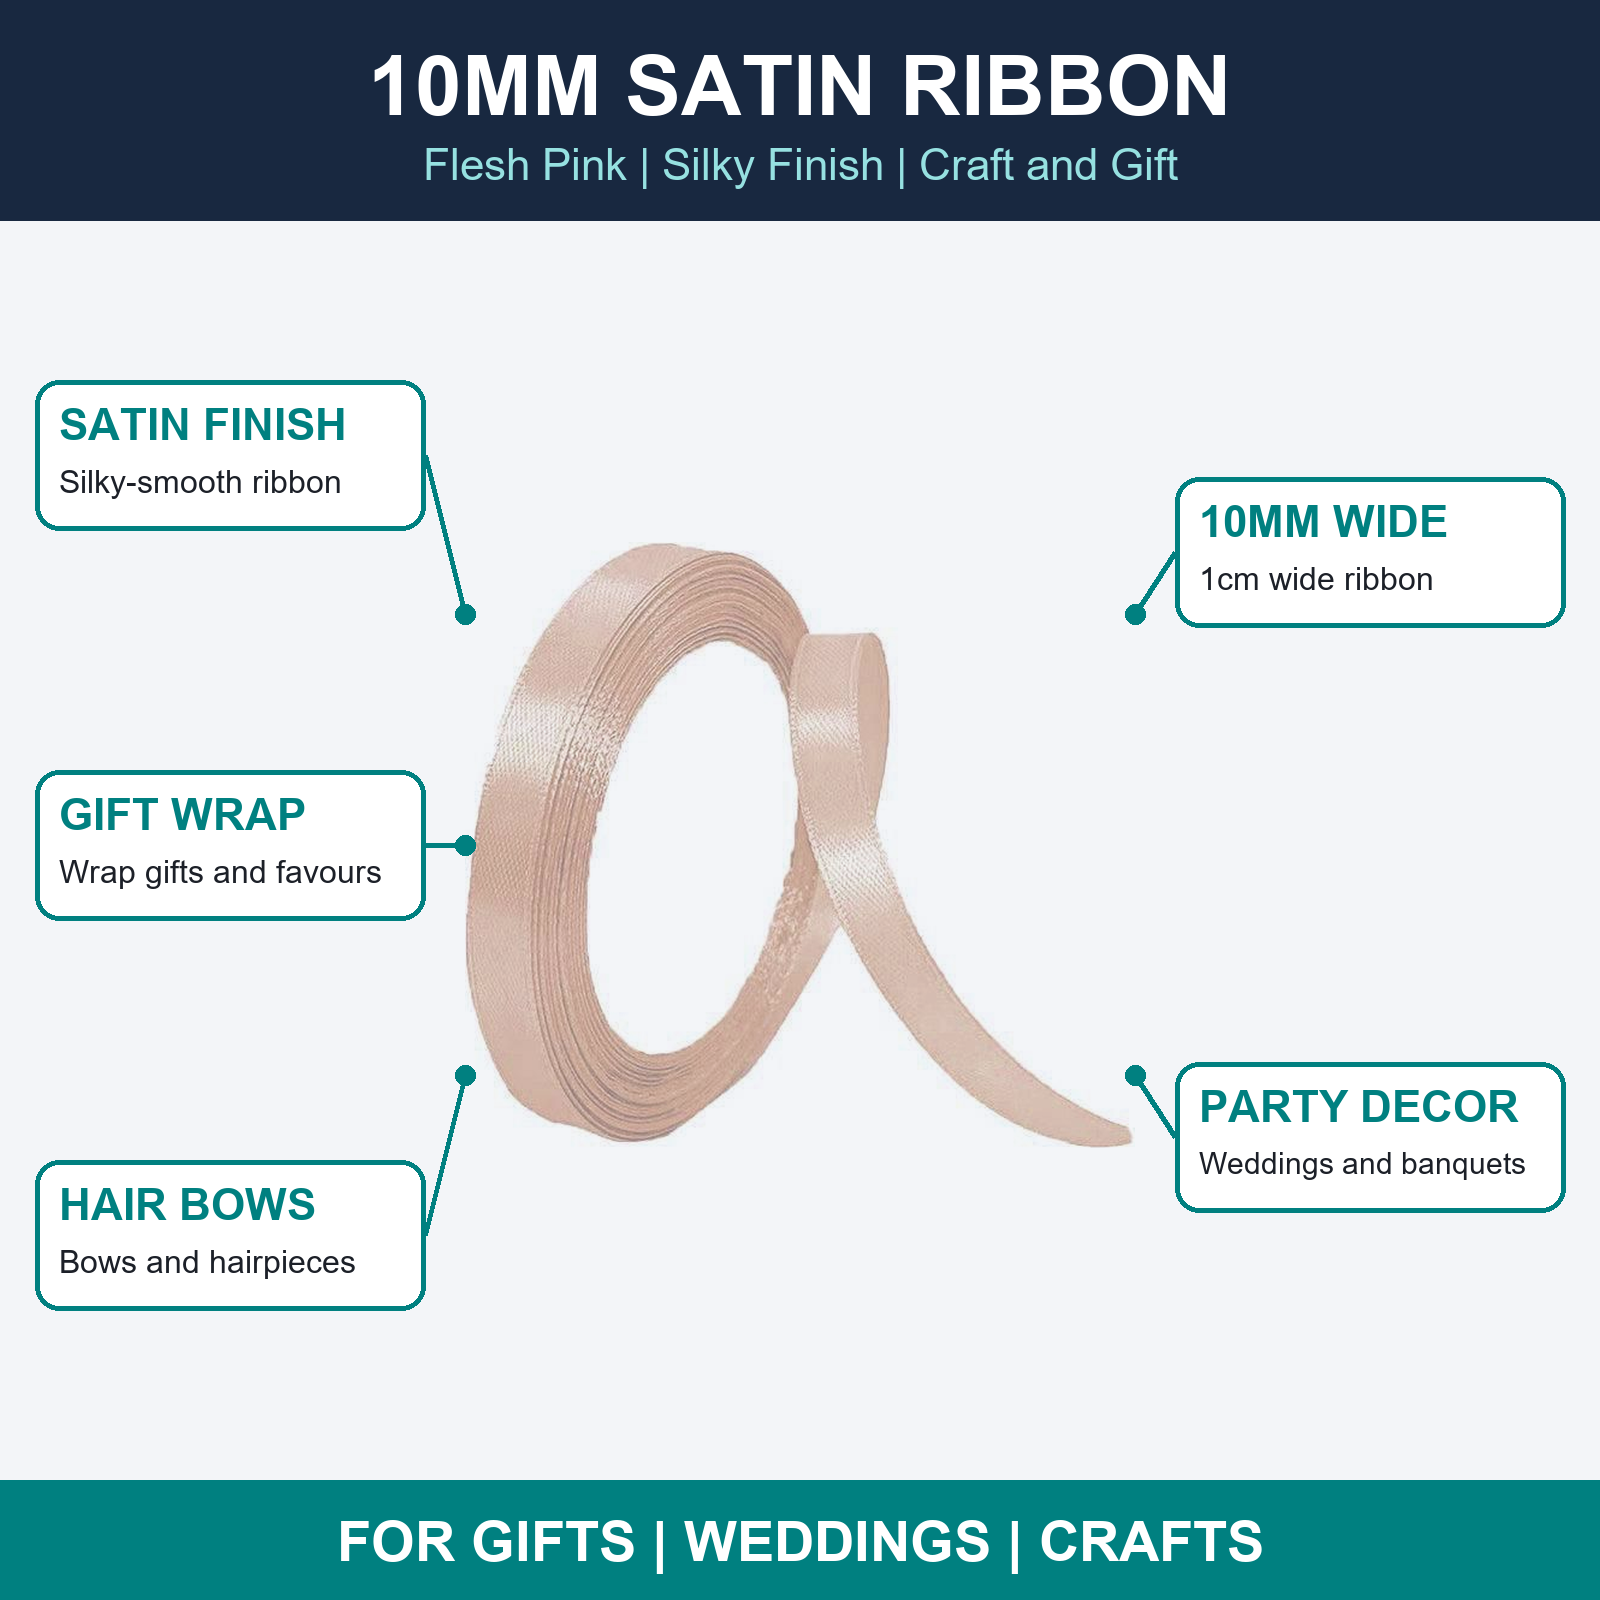 10MM SATIN RIBBON
Flesh Pink | Silky Finish | Craft and Gift
SATIN FINISH
Silky-smooth ribbon
10MM WIDE
1cm wide ribbon
GIFT WRAP
Wrap gifts and favours
PARTY DECOR
Weddings and banquets
HAIR BOWS
Bows and hairpieces
FOR GIFTS | WEDDINGS | CRAFTS